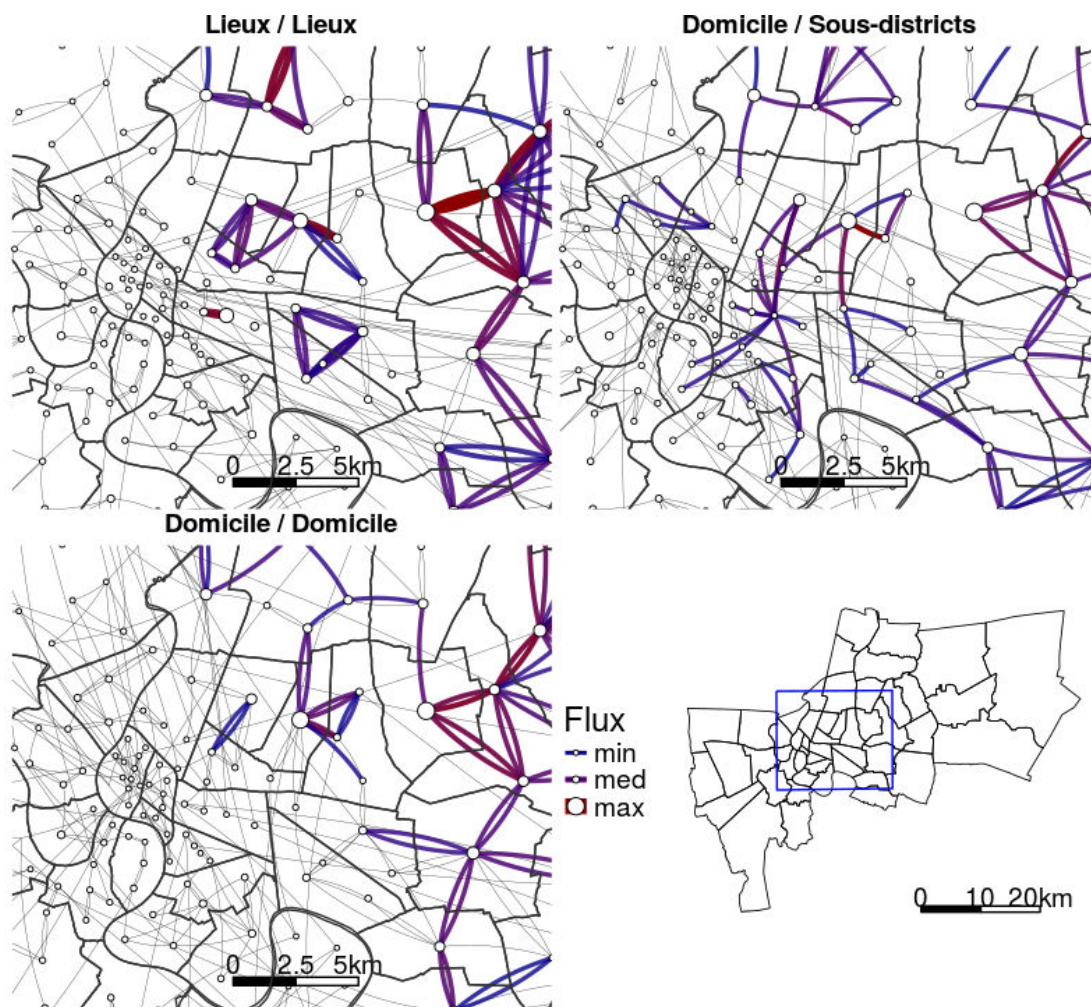 Lieux / Lieux
Domicile / Sous-districts
0 2.5 5km
0 2.5 5km
Domicile / Domicile
Flux
min
med
max
0 2.5 5km
0 10 20km